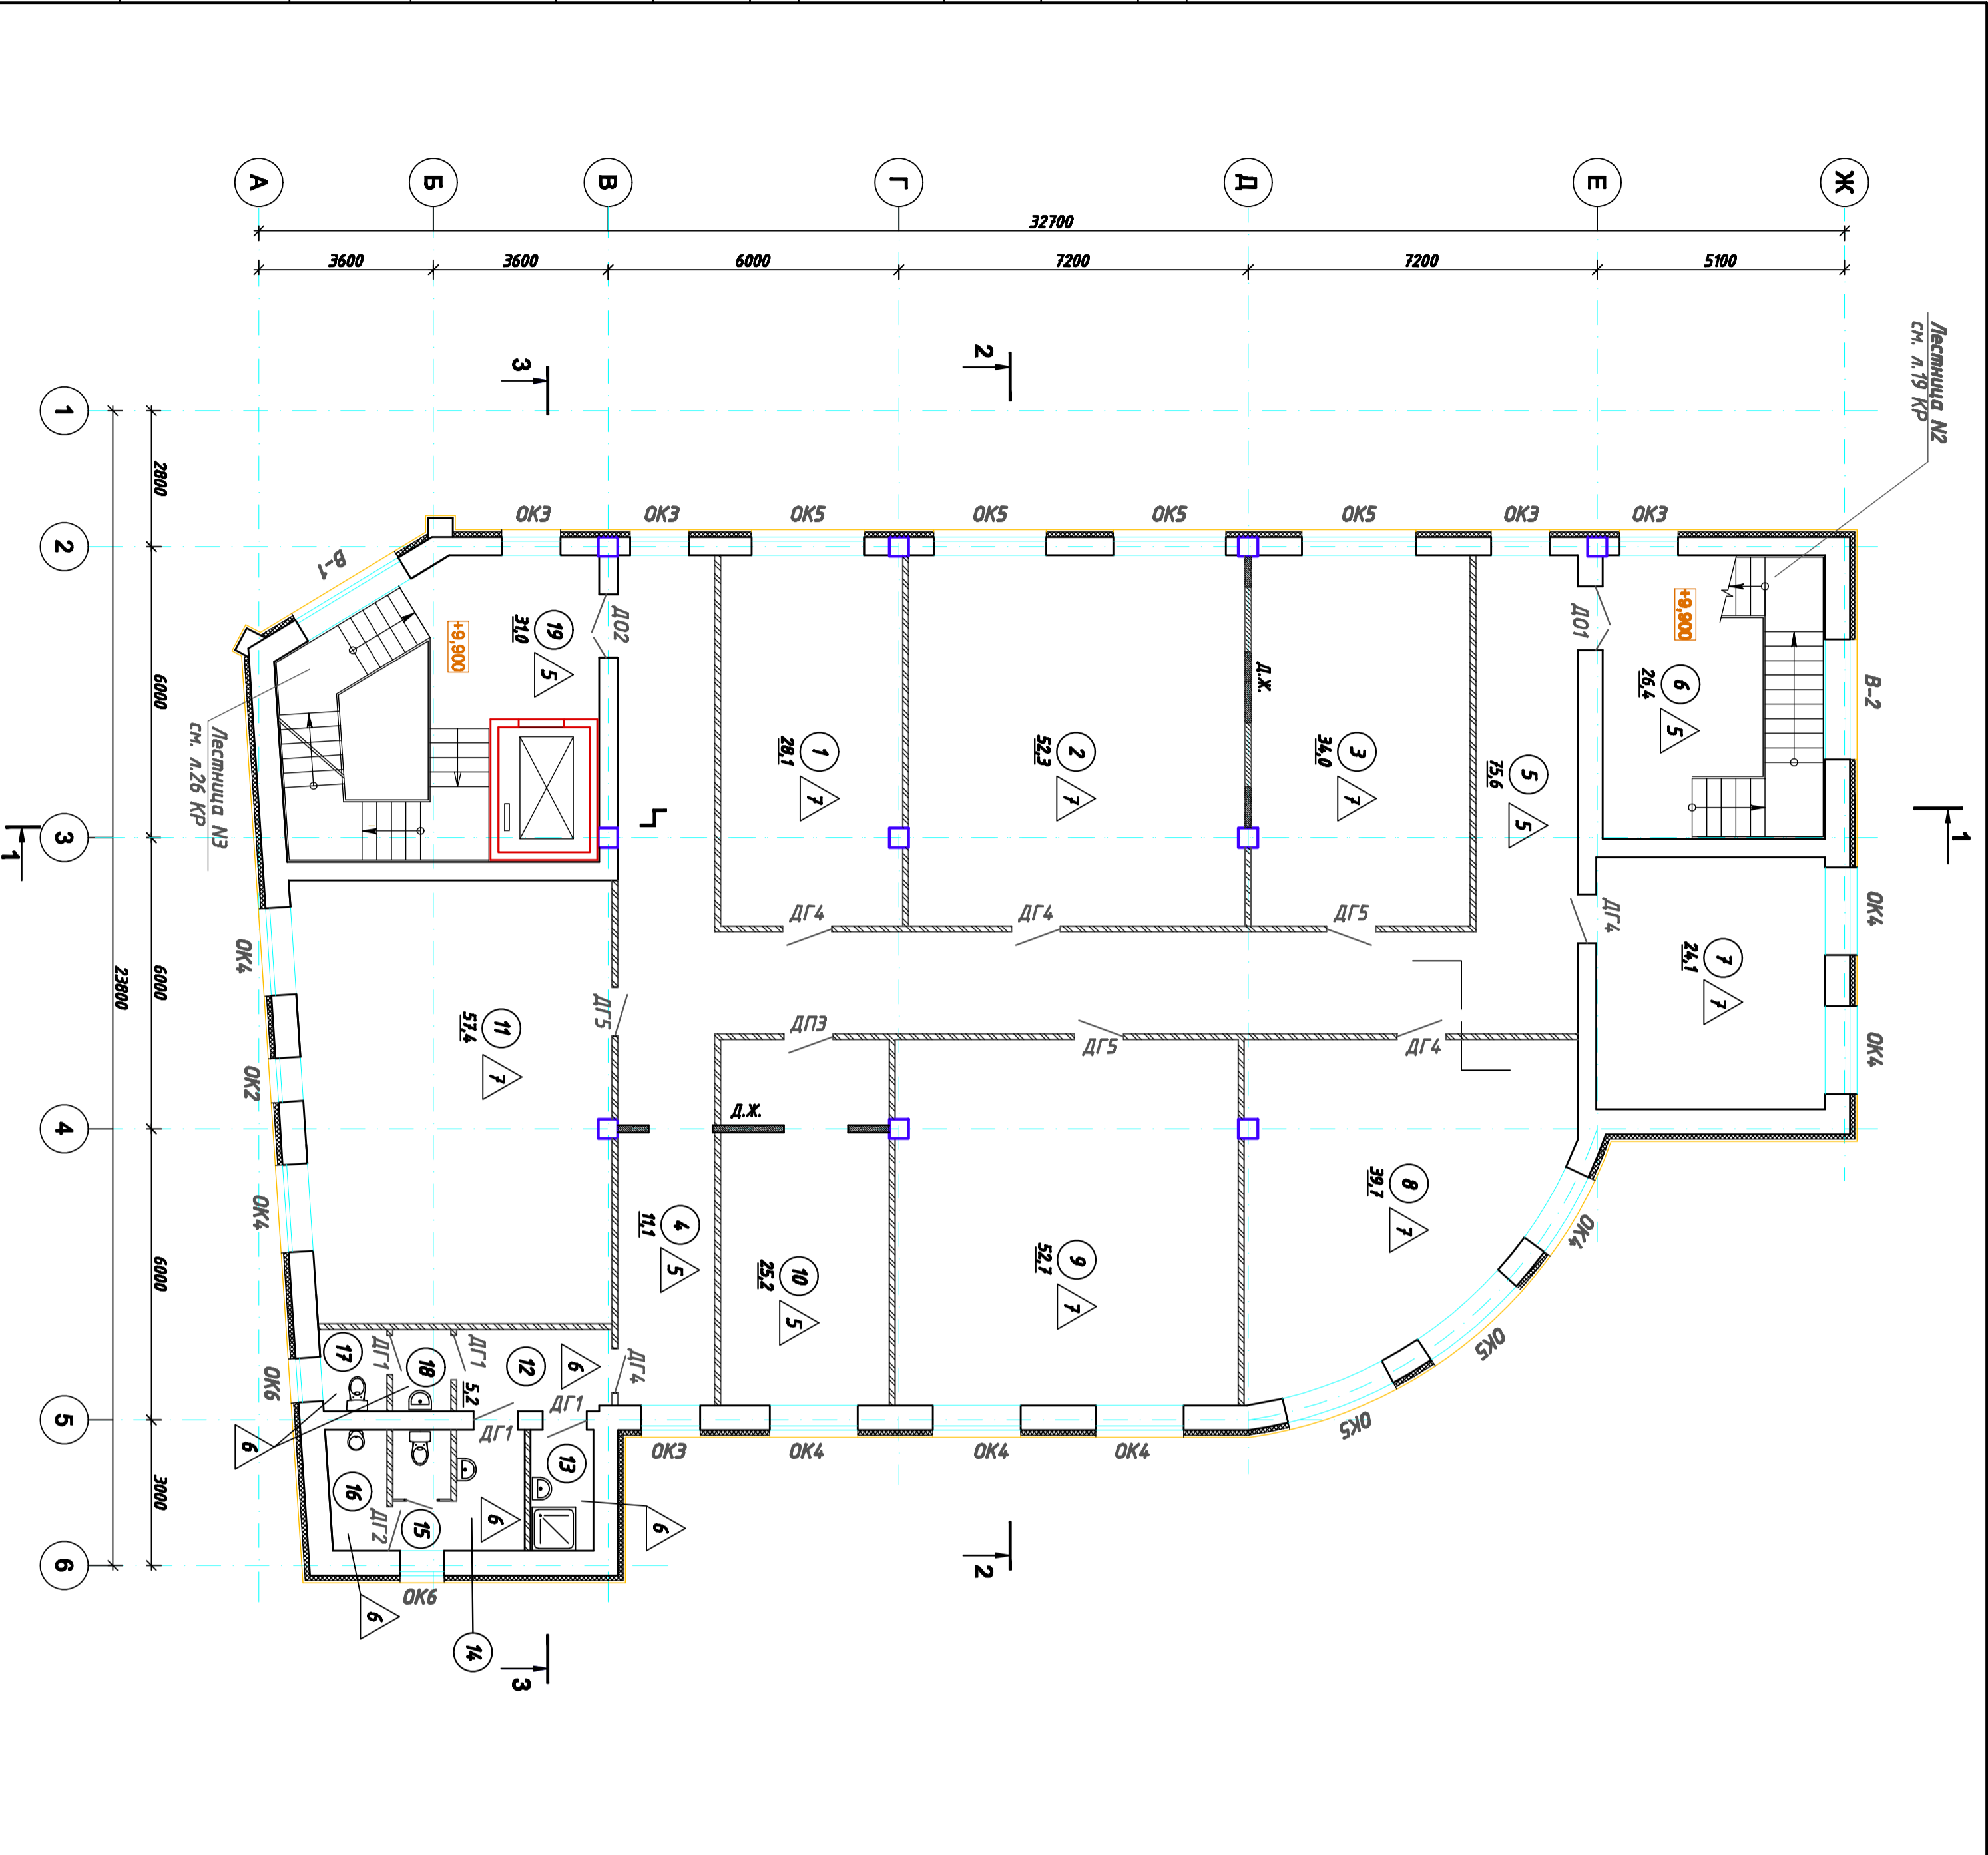 А
Б
В
Г
Д
Е
Ж
32700
3600
3600
6000
7200
7200
5100
Лестница N2
см. л.19 КР
3
2
1
2
3
4
5
6
2800
6000
6000
6000
3000
23800
ОК3
ОК3
ОК5
ОК5
ОК5
ОК5
ОК3
ОК3
В-1
В-2
19
31,0
5
+9,900
ДО2
ДО1
+9,900
6
26,4
5
Д.Ж.
1
28,1
7
2
52,3
7
3
34,0
7
5
75,6
5
Лестница N3
см. л.26 КР
1
1
ДГ4
ДГ4
ДГ5
ДГ4
ОК4
ОК4
7
24,1
7
ОК4
ОК2
ОК4
ОК6
11
57,4
7
ДГ5
ДП3
ДГ5
ДГ4
Д.Ж.
4
11,1
5
10
25,2
5
9
52,7
7
8
39,7
7
ОК4
ОК5
ОК5
17
ДГ1
18
ДГ1
5,2
12
6
ДГ4
ДГ1
ДГ1
6
13
16
ДГ2
15
6
6
ОК3
ОК4
ОК4
ОК4
ОК6
6
14
3
2